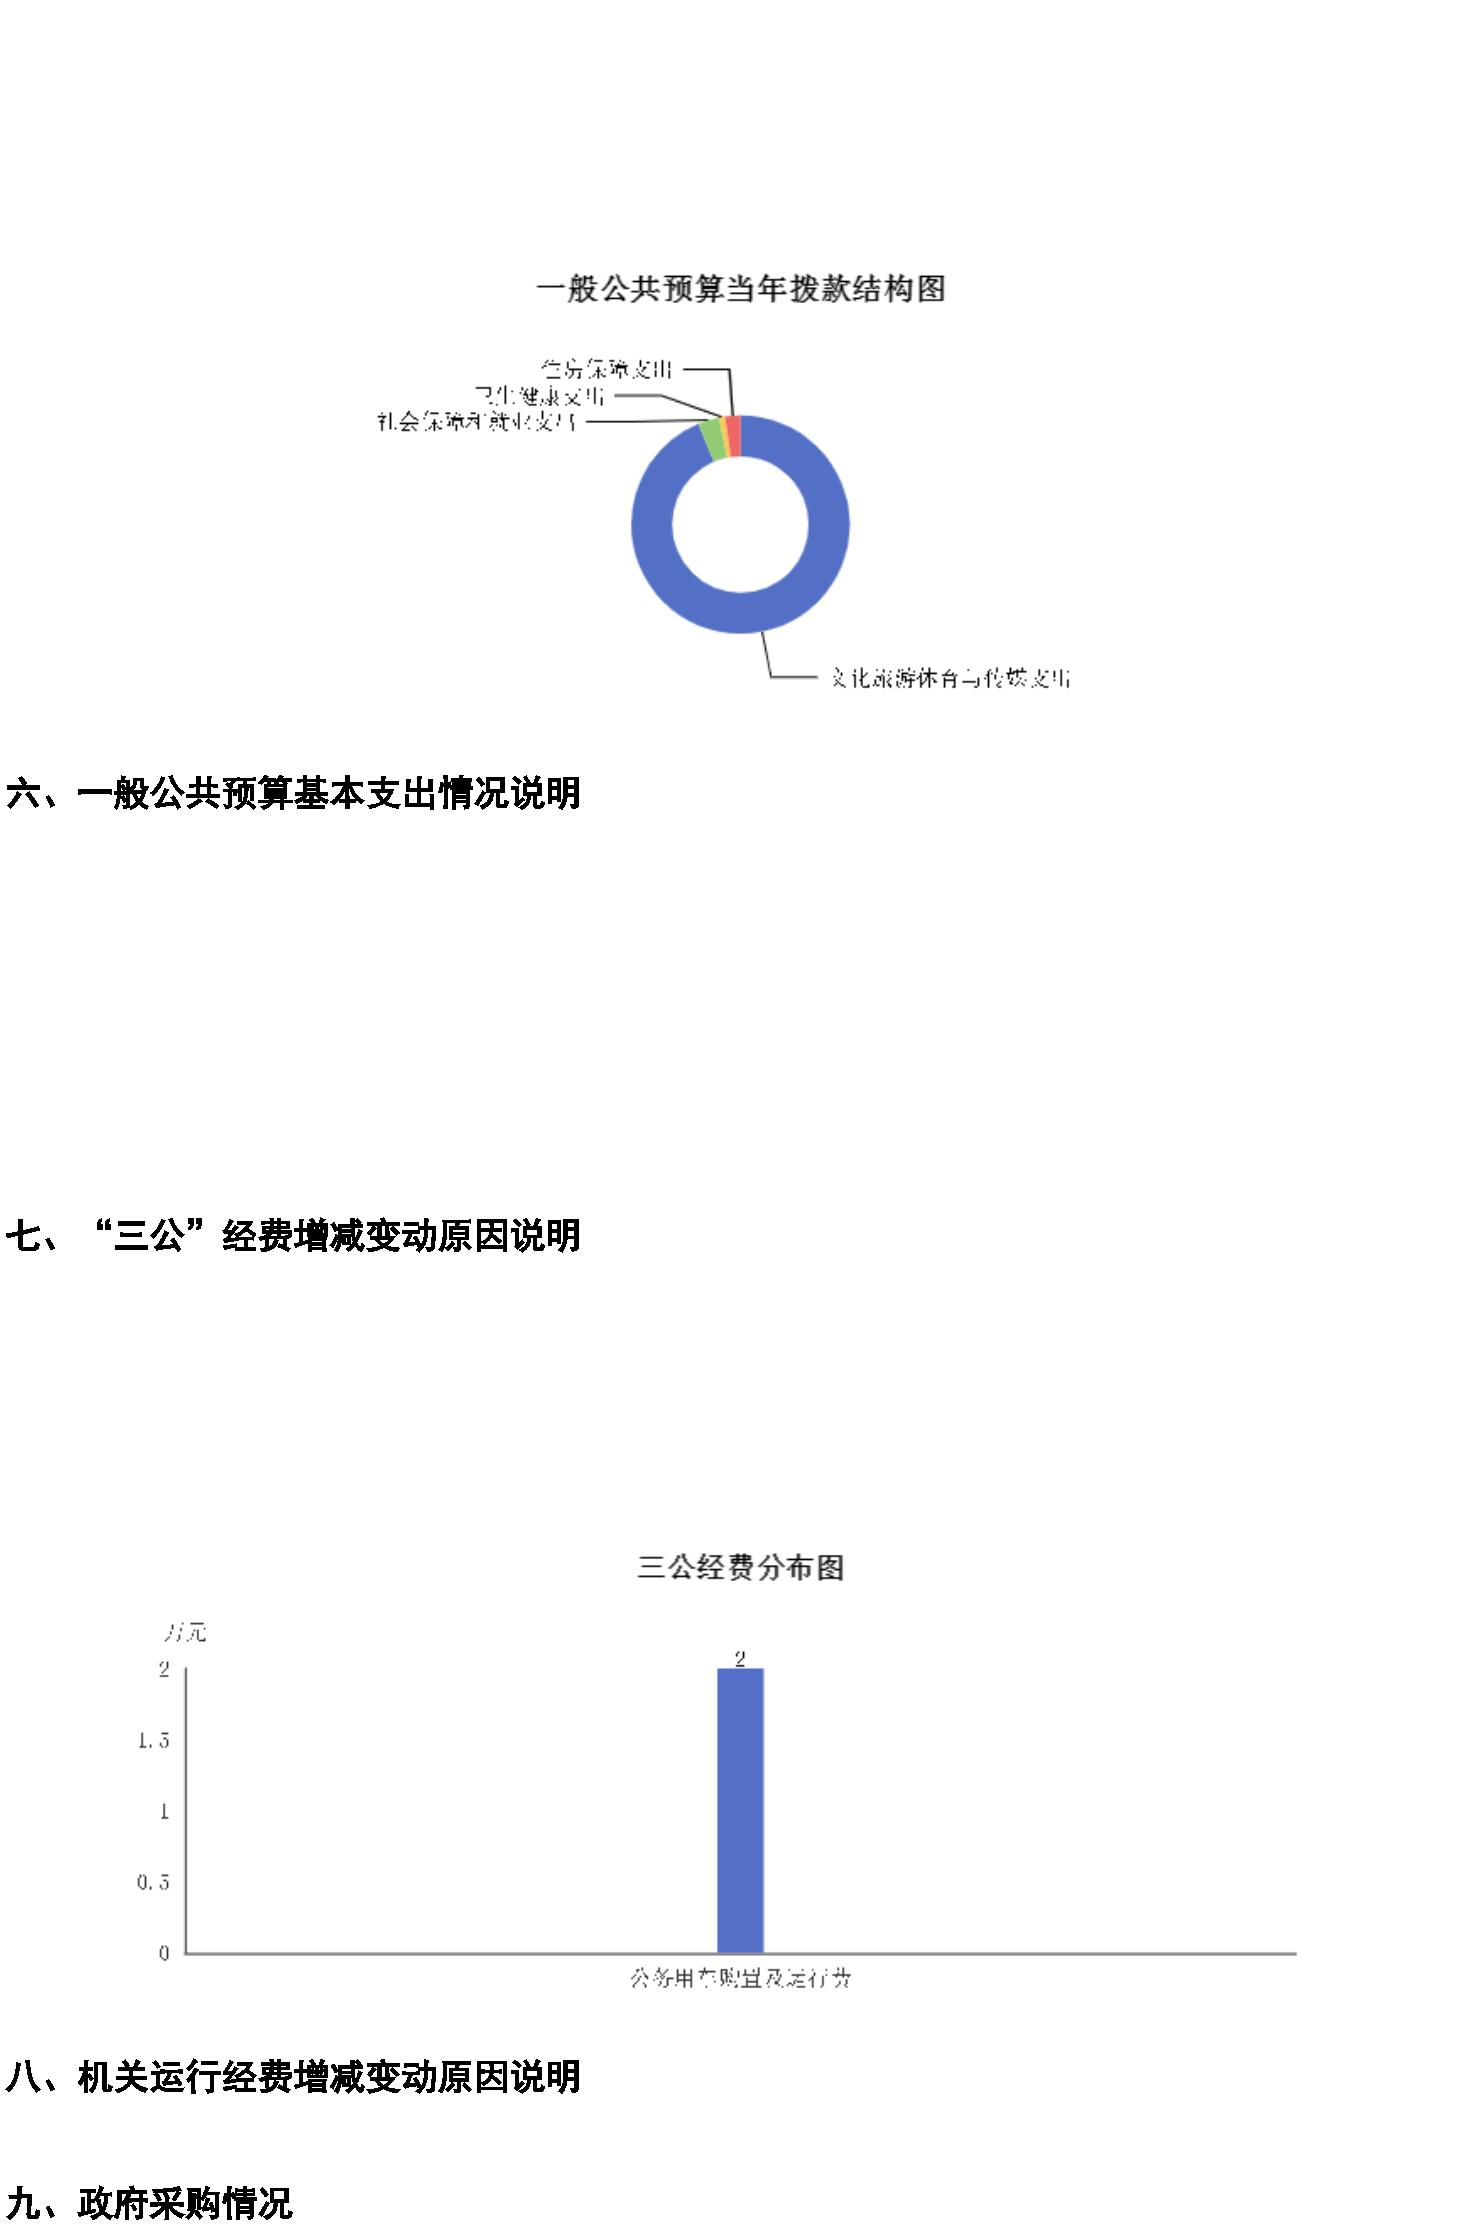 一般公共预算当年拨款结构图
住房保障支出
卫生健康支出
社会保障和就业支出
文化旅游体育与传媒支出
六、一般公共预算基本支出情况说明
七、“三公”经费增减变动原因说明
三公经费分布图
万元
2
2
1.5
1
0.5
0
公务用车购置及运行费
八、机关运行经费增减变动原因说明
九、政府采购情况